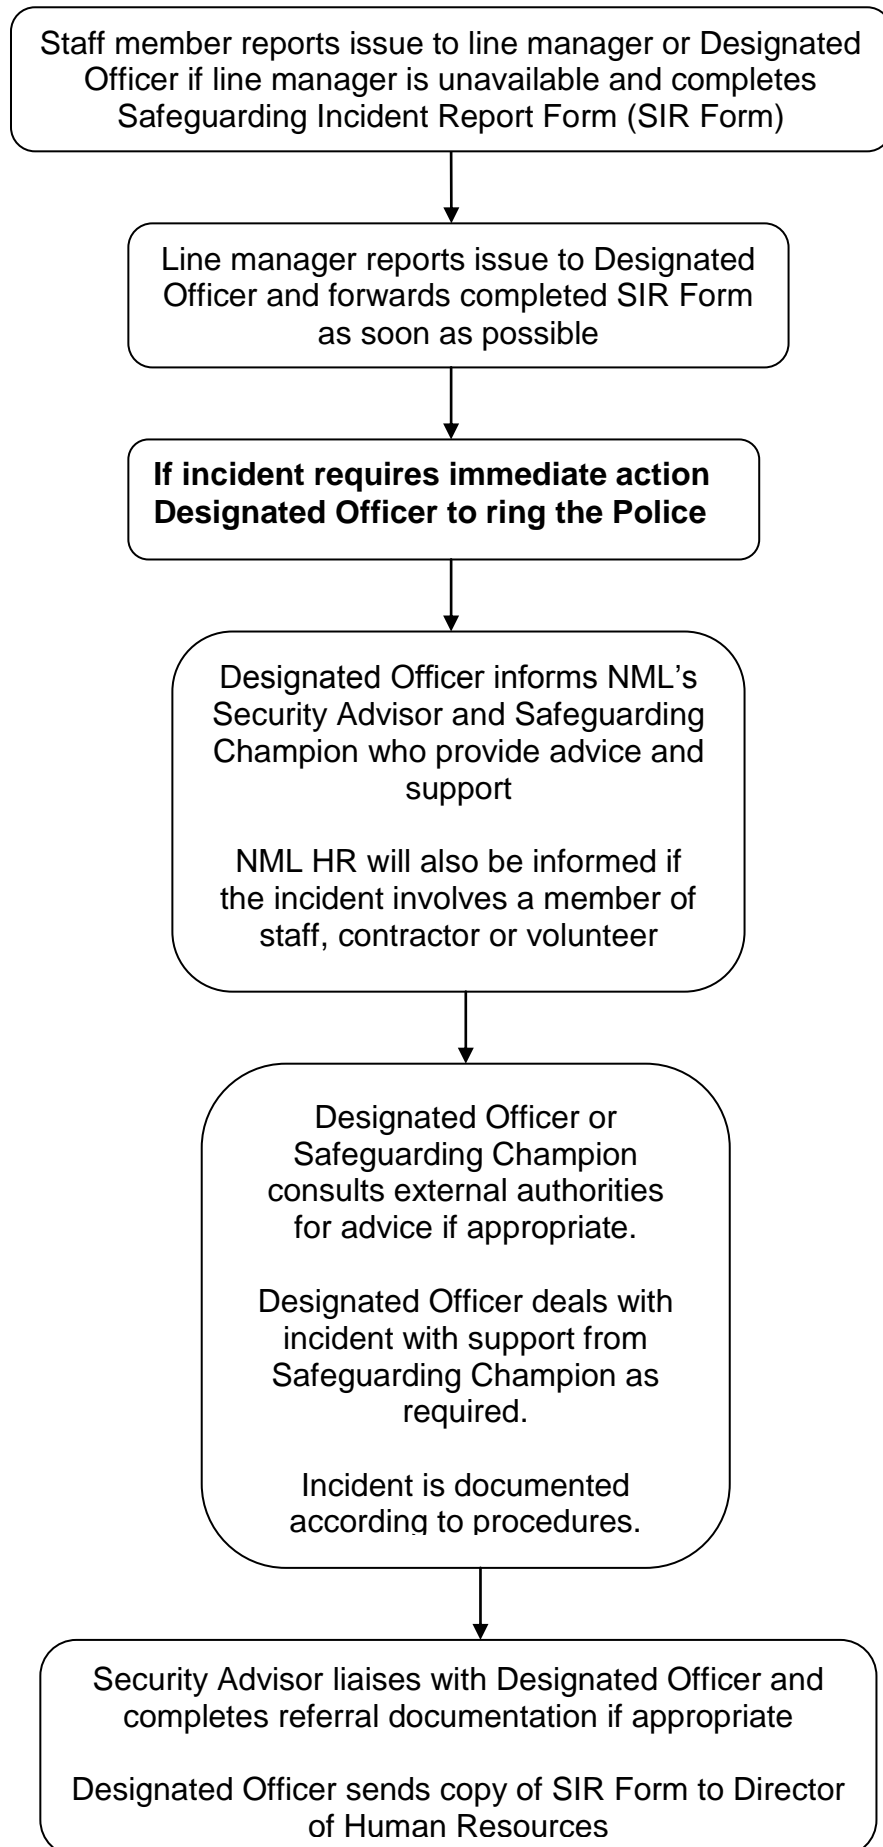 Staff member reports issue to line manager or Designated
Officer if line manager is unavailable and completes
Safeguarding Incident Report Form (SIR Form)
Line manager reports issue to Designated
Officer and forwards completed SIR Form
as soon as possible
If incident requires immediate action
Designated Officer to ring the Police
Designated Officer informs NML’s
Security Advisor and Safeguarding
Champion who provide advice and
support
NML HR will also be informed if
the incident involves a member of
staff, contractor or volunteer
Designated Officer or
Safeguarding Champion
consults external authorities
for advice if appropriate.
Designated Officer deals with
incident with support from
Safeguarding Champion as
required.
Incident is documented
according to procedures.
Security Advisor liaises with Designated Officer and
completes referral documentation if appropriate
Designated Officer sends copy of SIR Form to Director
of Human Resources